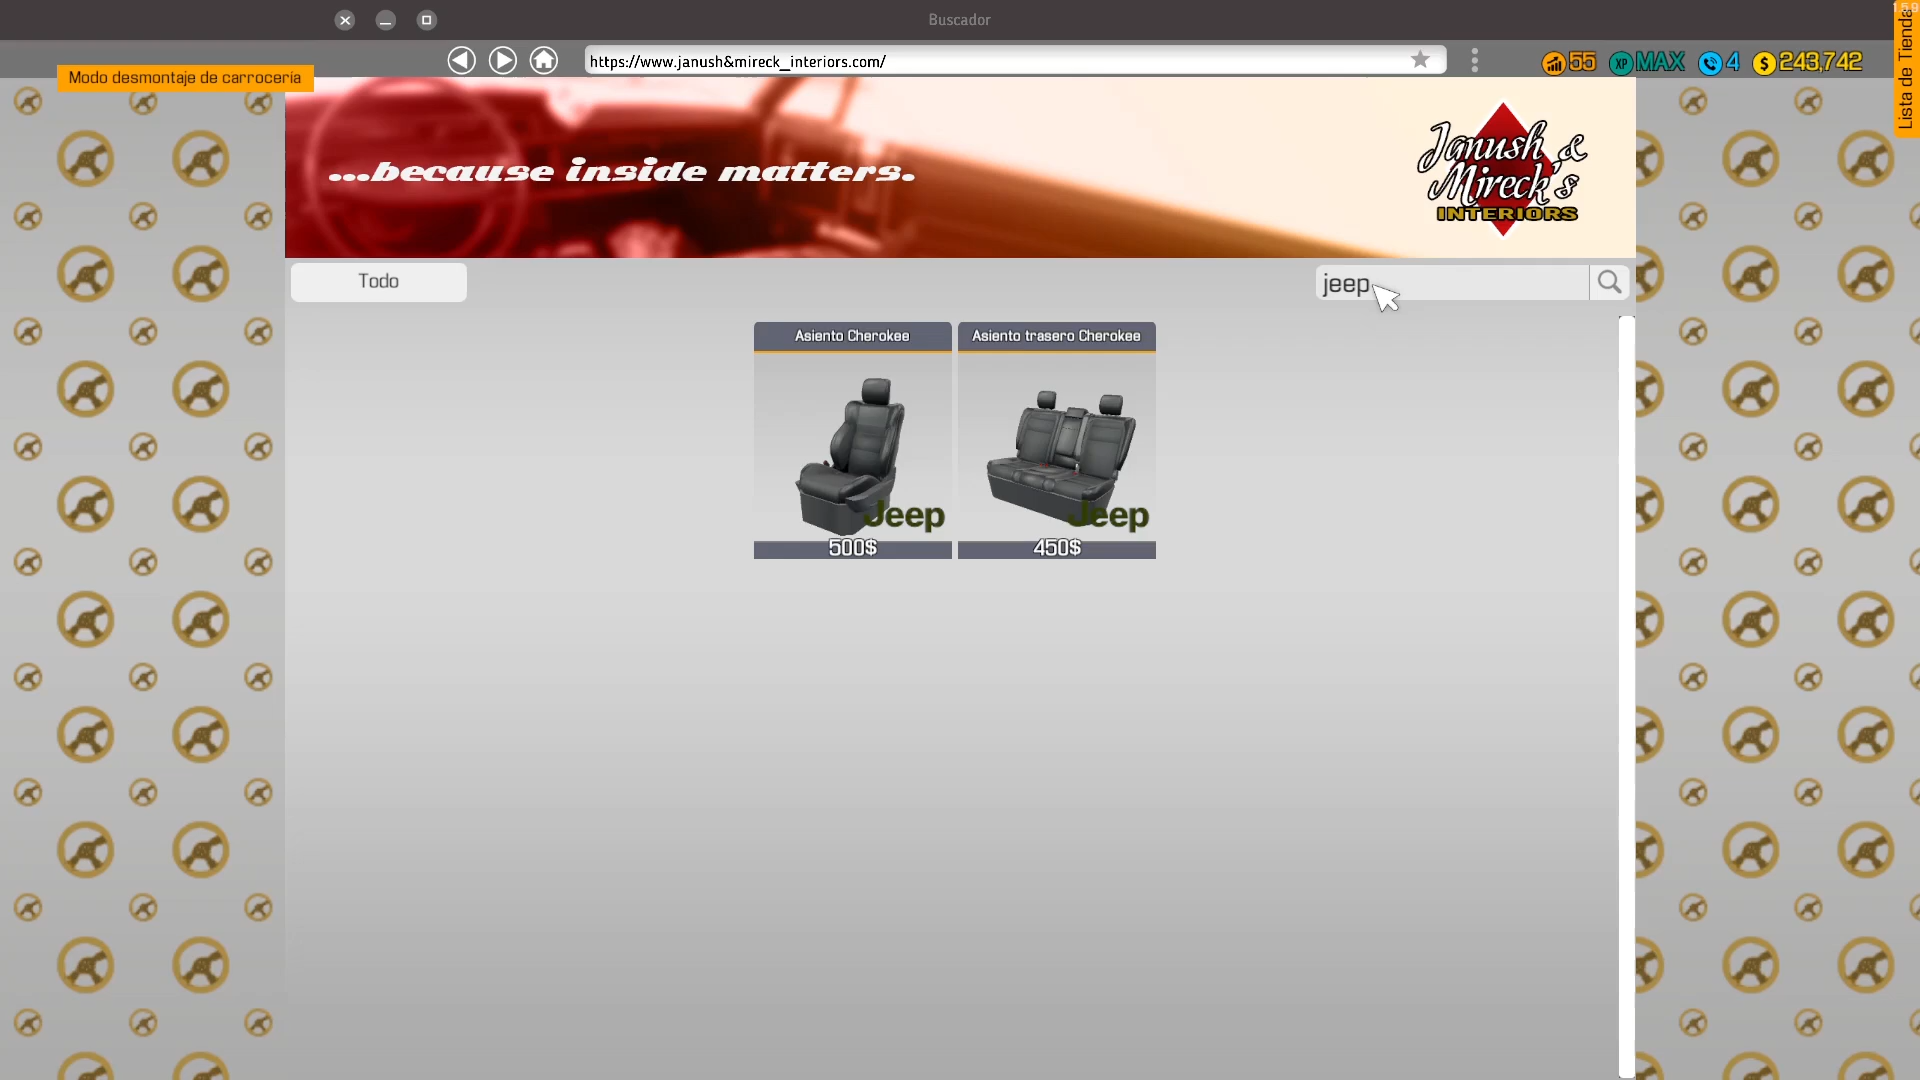 Buscador
https://www.janush&mireck_interiors.com/
55
XP MAX
4
$ 243,742
Lista de Tienda
Modo desmontaje de carrocería
...because inside matters.
Janush &
Mireck's
INTERIORS
Todo
jeep
Asiento Cherokee
Asiento trasero Cherokee
Jeep
Jeep
500$
450$